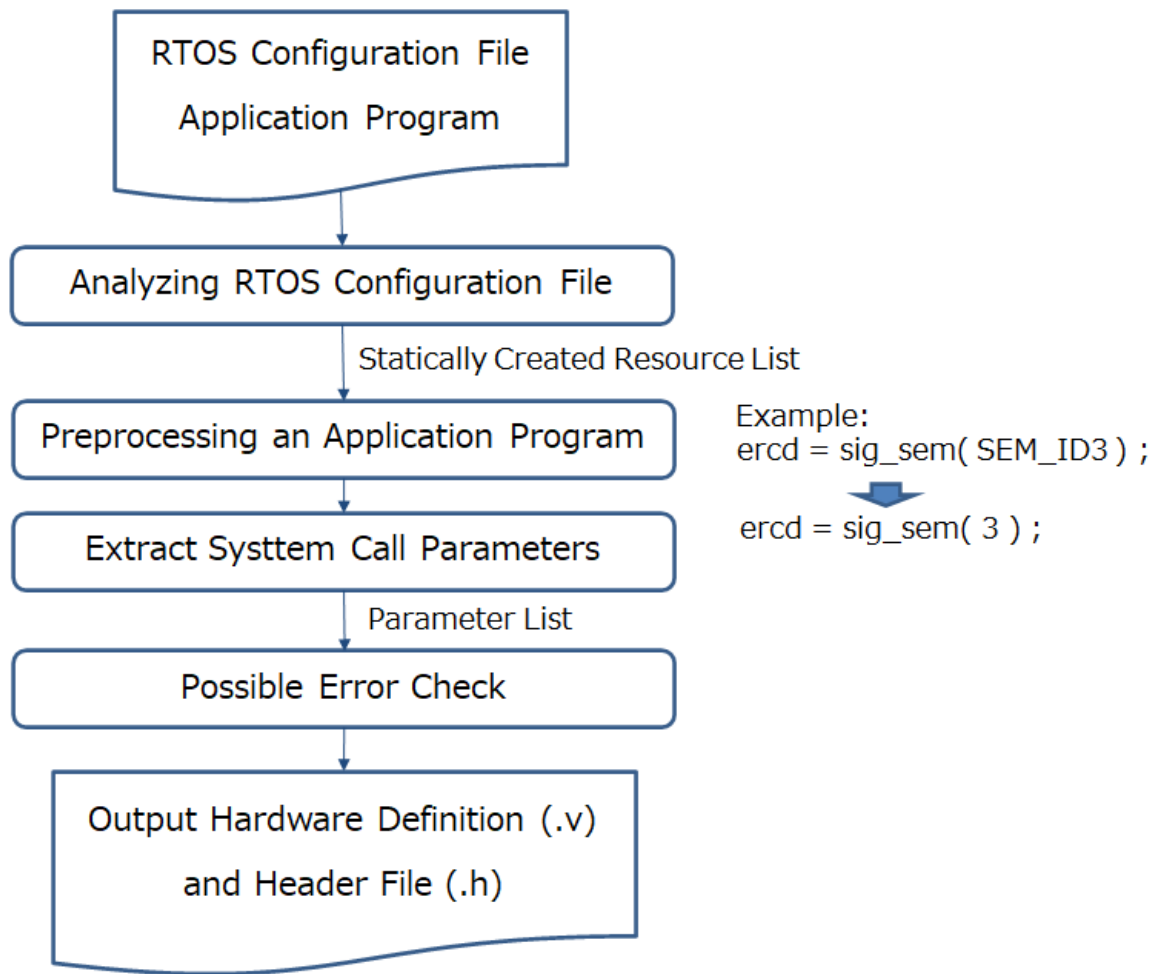 RTOS Configuration File
Application Program
Analyzing RTOS Configuration File
Statically Created Resource List
Preprocessing an Application Program
Example:
ercd = sig_sem( SEM_ID3 ) ;
ercd = sig_sem( 3 ) ;
Extract Systtem Call Parameters
Parameter List
Possible Error Check
Output Hardware Definition (.v)
and Header File (.h)